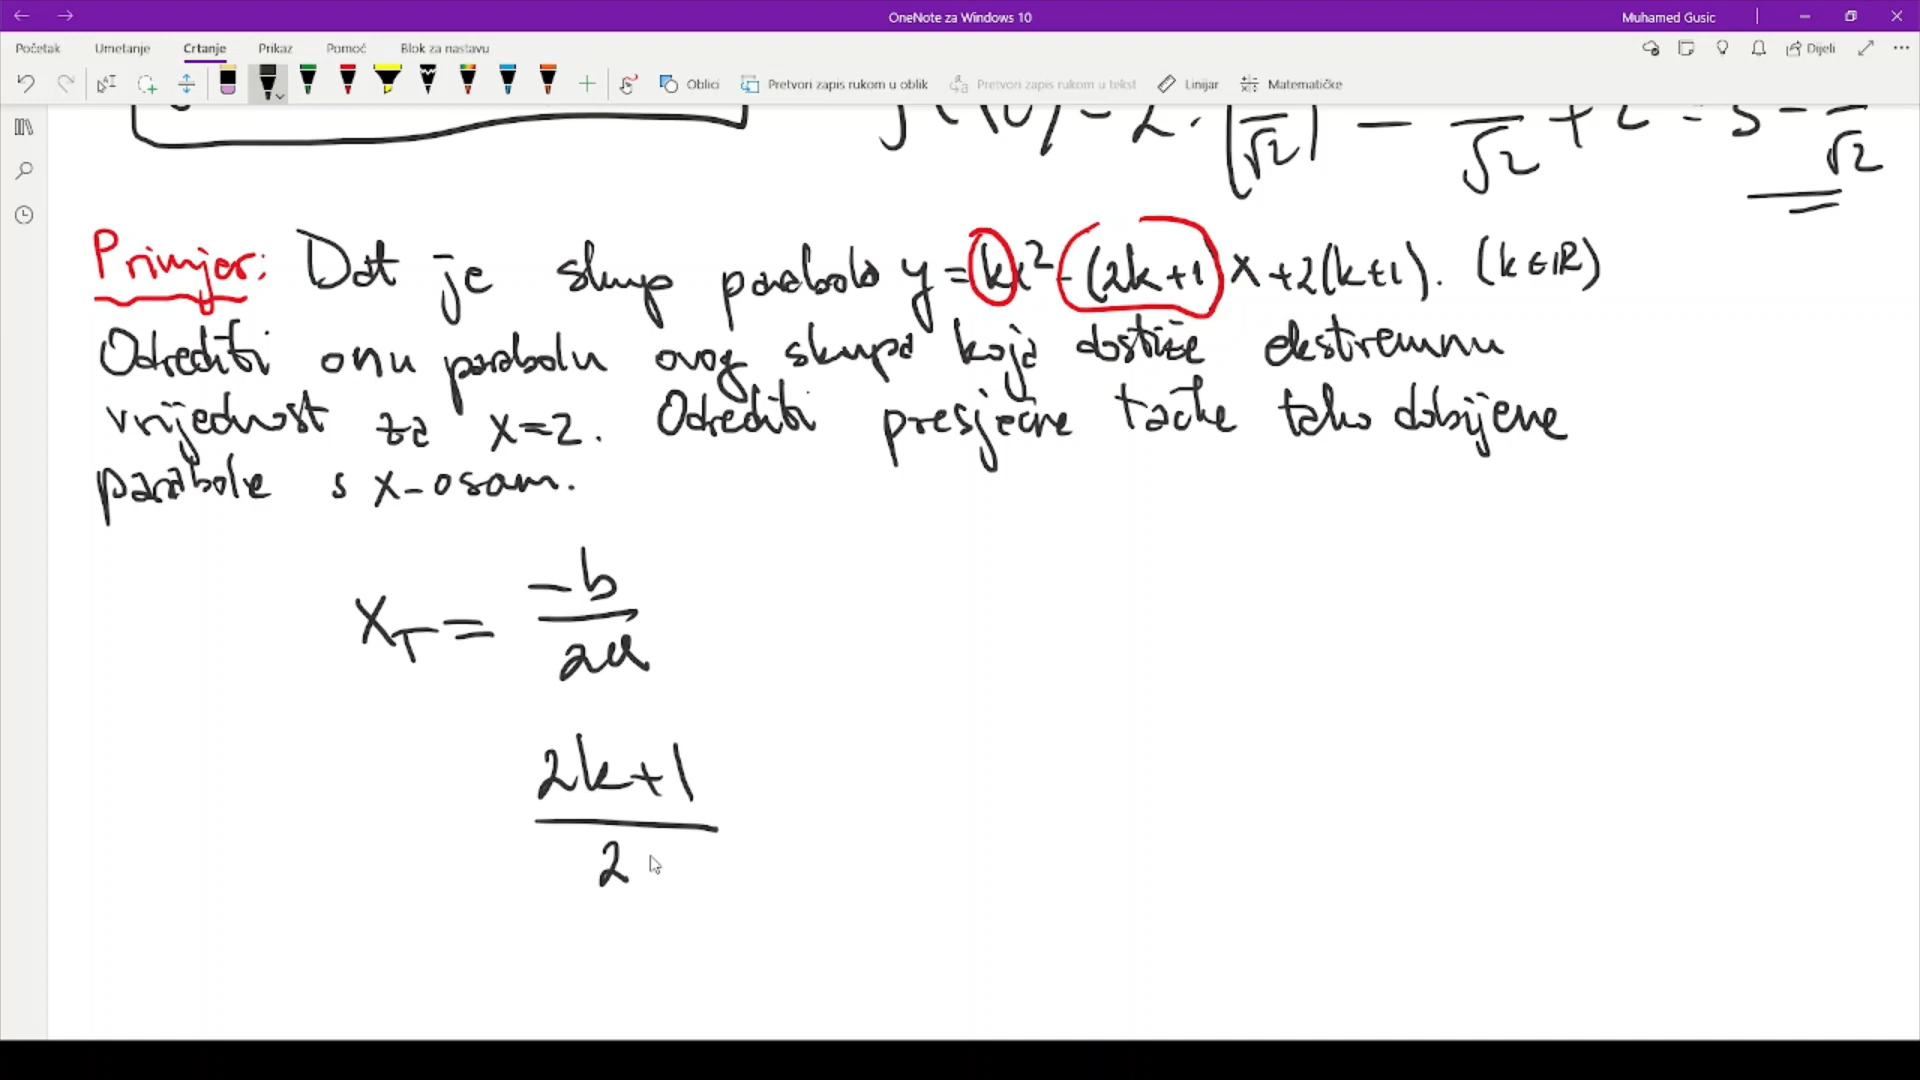 OneNote za Windows 10
Muhamed Gusic
Početak Umetanje Crtanje Prikaz Pomoć Blok za nastavu
Dijeli
Oblici Pretvori zapis rukom u oblik Pretvori zapis rukom u tekst Linijar Matematičke
Primjer: Dat je skup parabola y = kx² - (2k+1)x + 2(k+1). (k∈ℝ)
Odrediti onu parabolu ovog skupa koja dostiže ekstremnu
vrijednost za x=2. Odrediti presječne tačke tako dobijene
parabole s x-osom.
x_T = -b/2a
2k+1
2